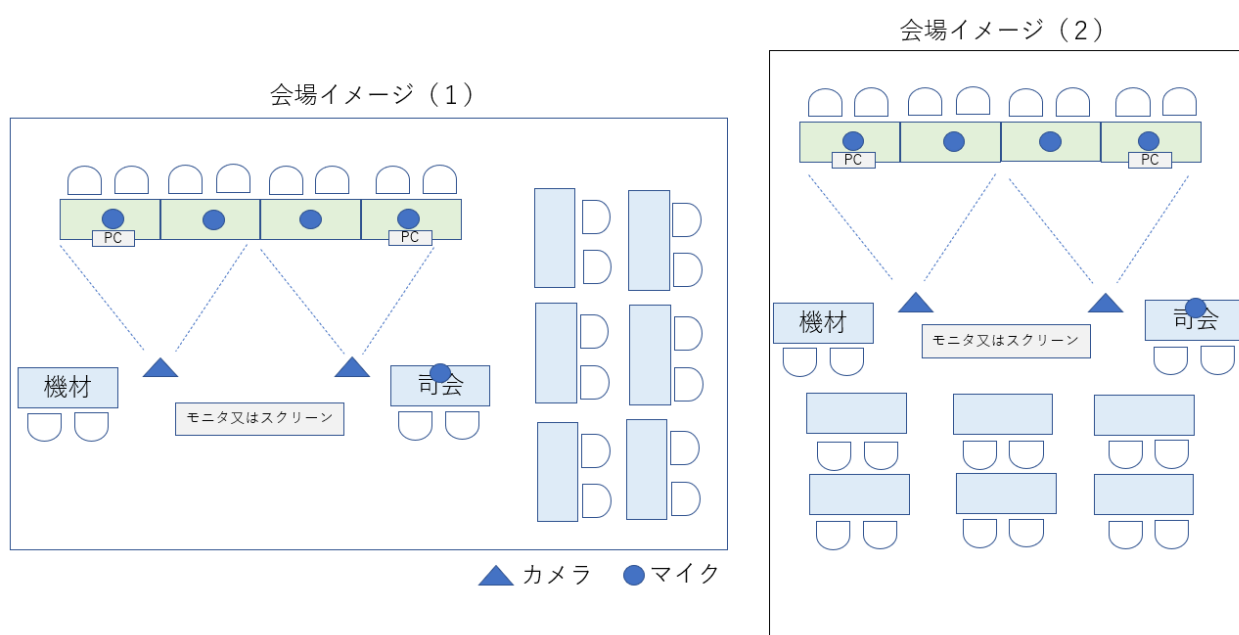 会場イメージ（１）
PC
PC
機材
司会
モニタ又はスクリーン
カメラ
マイク
会場イメージ（２）
PC
PC
機材
司会
モニタ又はスクリーン